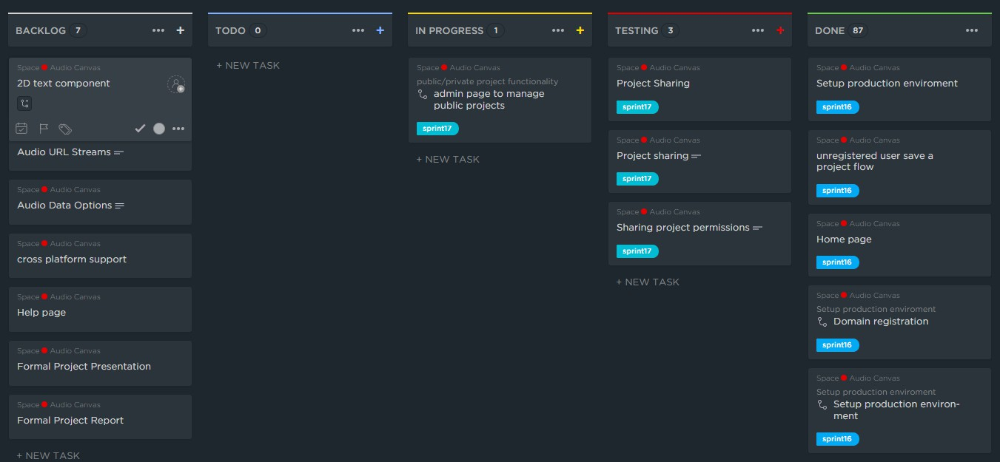 BACKLOG 7
Space Audio Canvas
2D text component
Audio URL Streams
Space Audio Canvas
Audio Data Options
Space Audio Canvas
cross platform support
Space Audio Canvas
Help page
Space Audio Canvas
Formal Project Presentation
Space Audio Canvas
Formal Project Report
+ NEW TASK
TODO 0
+ NEW TASK
IN PROGRESS 1
Space Audio Canvas
public/private project functionality
admin page to manage
public projects
sprint17
+ NEW TASK
TESTING 3
Space Audio Canvas
Project Sharing
sprint17
Space Audio Canvas
Project sharing
sprint17
Space Audio Canvas
Sharing project permissions
sprint17
+ NEW TASK
DONE 87
Space Audio Canvas
Setup production enviroment
sprint16
Space Audio Canvas
unregistered user save a
project flow
sprint16
Space Audio Canvas
Home page
sprint16
Space Audio Canvas
Setup production enviroment
Domain registration
sprint16
Space Audio Canvas
Setup production enviroment
Setup production environ-
ment
sprint16